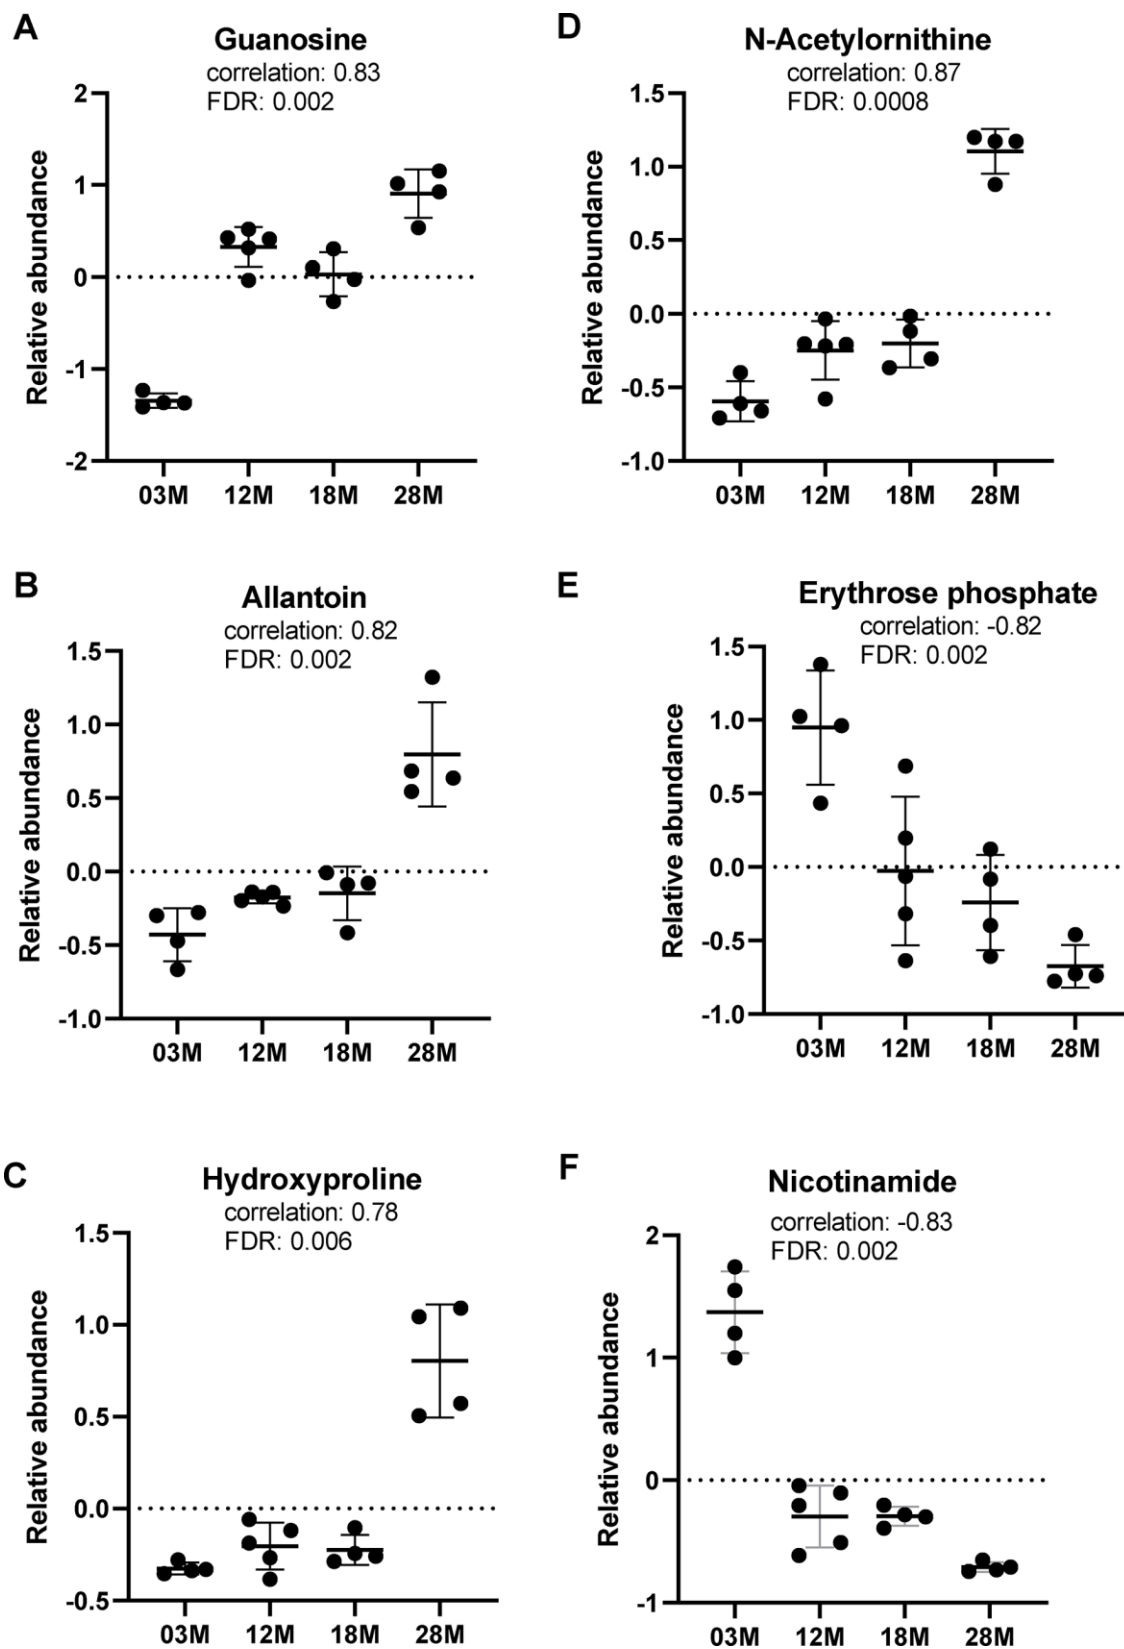 A
Guanosine
correlation: 0.83
FDR: 0.002
Relative abundance
2
1
0
-1
-2
03M 12M 18M 28M
D
N-Acetylornithine
correlation: 0.87
FDR: 0.0008
Relative abundance
1.5
1.0
0.5
0.0
-0.5
-1.0
03M 12M 18M 28M
B
Allantoin
correlation: 0.82
FDR: 0.002
Relative abundance
1.5
1.0
0.5
0.0
-0.5
-1.0
03M 12M 18M 28M
E
Erythrose phosphate
correlation: -0.82
FDR: 0.002
Relative abundance
1.5
1.0
0.5
0.0
-0.5
-1.0
03M 12M 18M 28M
C
Hydroxyproline
correlation: 0.78
FDR: 0.006
Relative abundance
1.5
1.0
0.5
0.0
-0.5
03M 12M 18M 28M
F
Nicotinamide
correlation: -0.83
FDR: 0.002
Relative abundance
2
1
0
-1
03M 12M 18M 28M